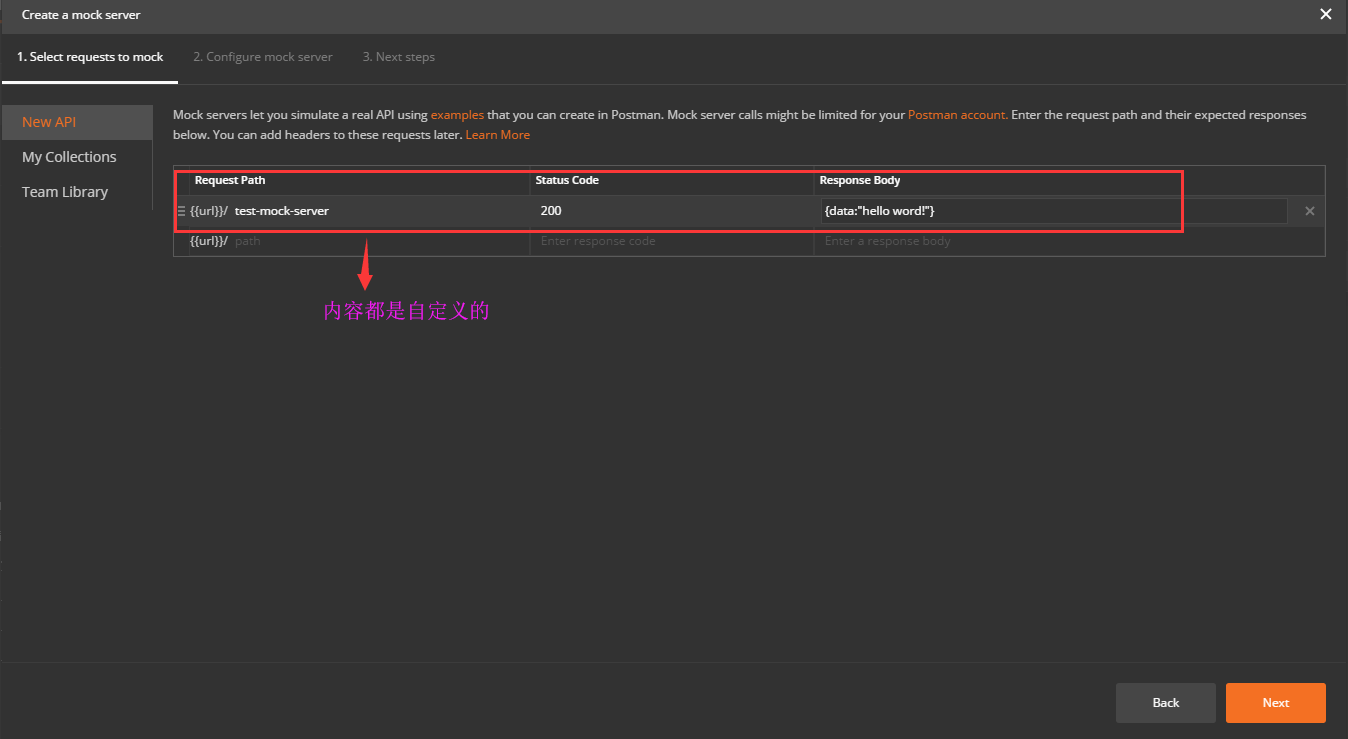 Create a mock server
1. Select requests to mock 2. Configure mock server 3. Next steps
New API
My Collections
Team Library
Mock servers let you simulate a real API using examples that you can create in Postman. Mock server calls might be limited for your Postman account. Enter the request path and their expected responses
below. You can add headers to these requests later. Learn More
Request Path Status Code Response Body
{{url}}/ test-mock-server 200 {data:"hello word!"}
{{url}}/ path Enter response code Enter a response body
内容都是自定义的
Back Next